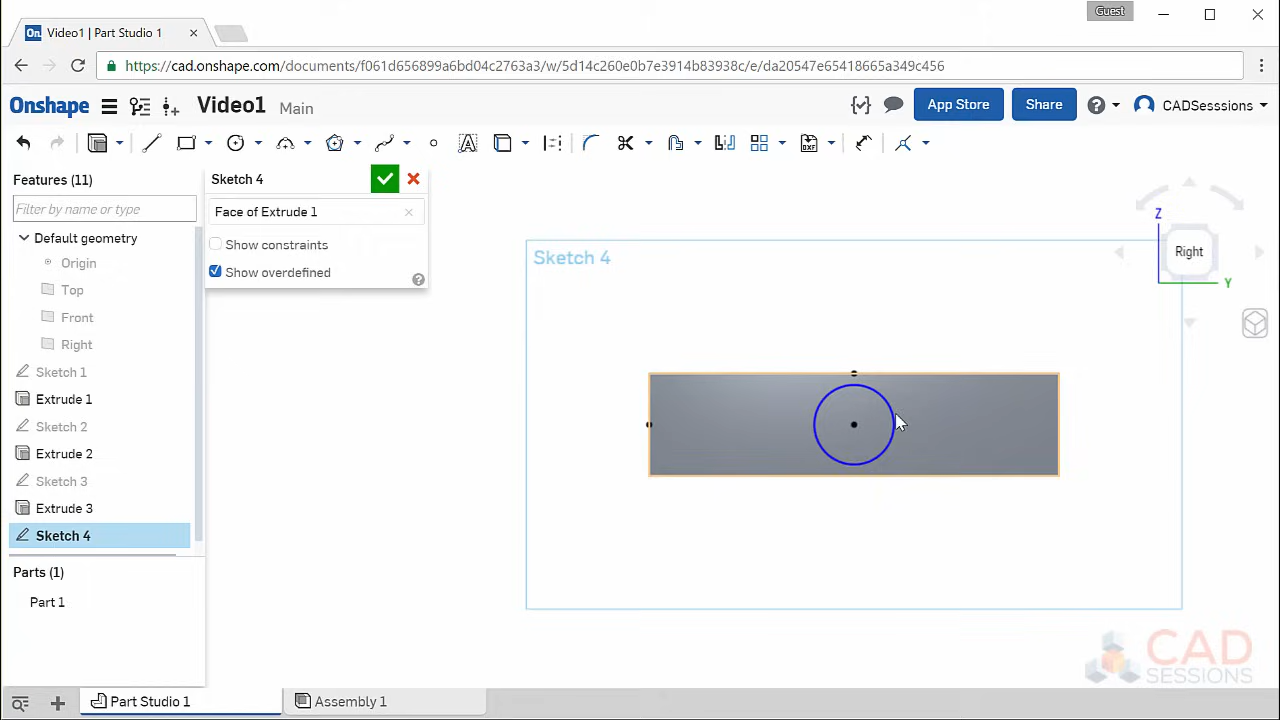 Guest
On Video1 | Part Studio 1
https://cad.onshape.com/documents/f061d656899a6bd04c2763a3/w/5d14c260e0b7e3914b83938c/e/da20547e65418665a349c456
Onshape Video1 Main App Store Share CADSesssions
Features (11)
Filter by name or type
Default geometry
Origin
Top
Front
Right
Sketch 1
Extrude 1
Sketch 2
Extrude 2
Sketch 3
Extrude 3
Sketch 4
Parts (1)
Part 1
Sketch 4
Face of Extrude 1
Show constraints
Show overdefined
Sketch 4
Z
Right
Y
CAD
SESSIONS
Part Studio 1
Assembly 1